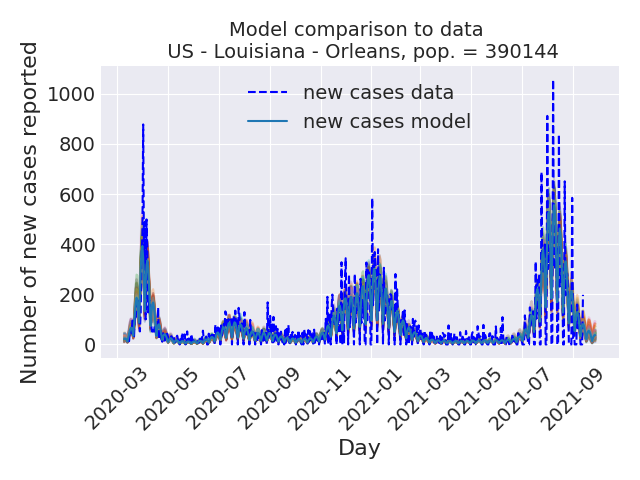 Model comparison to data
US - Louisiana - Orleans, pop. = 390144
new cases data
new cases model
Number of new cases reported
1000
800
600
400
200
0
2020-03
2020-05
2020-07
2020-09
2020-11
2021-01
2021-03
2021-05
2021-07
2021-09
Day